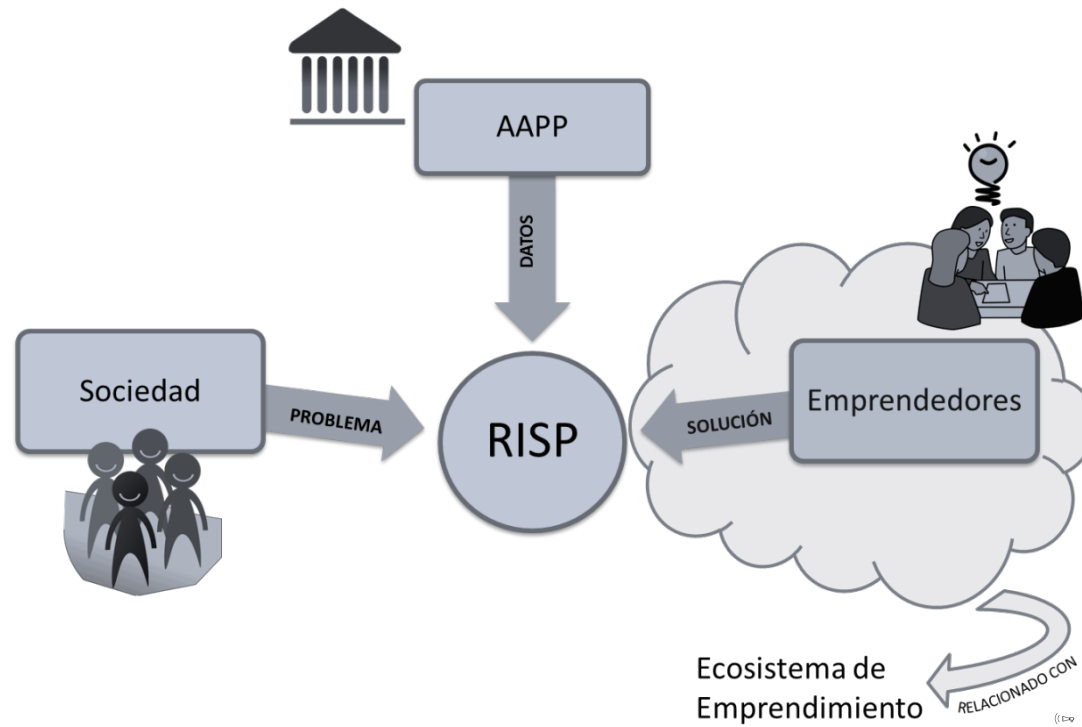 AAPP
DATOS
Sociedad
PROBLEMA
RISP
SOLUCIÓN
Emprendedores
Ecosistema de
Emprendimiento
RELACIONADO CON